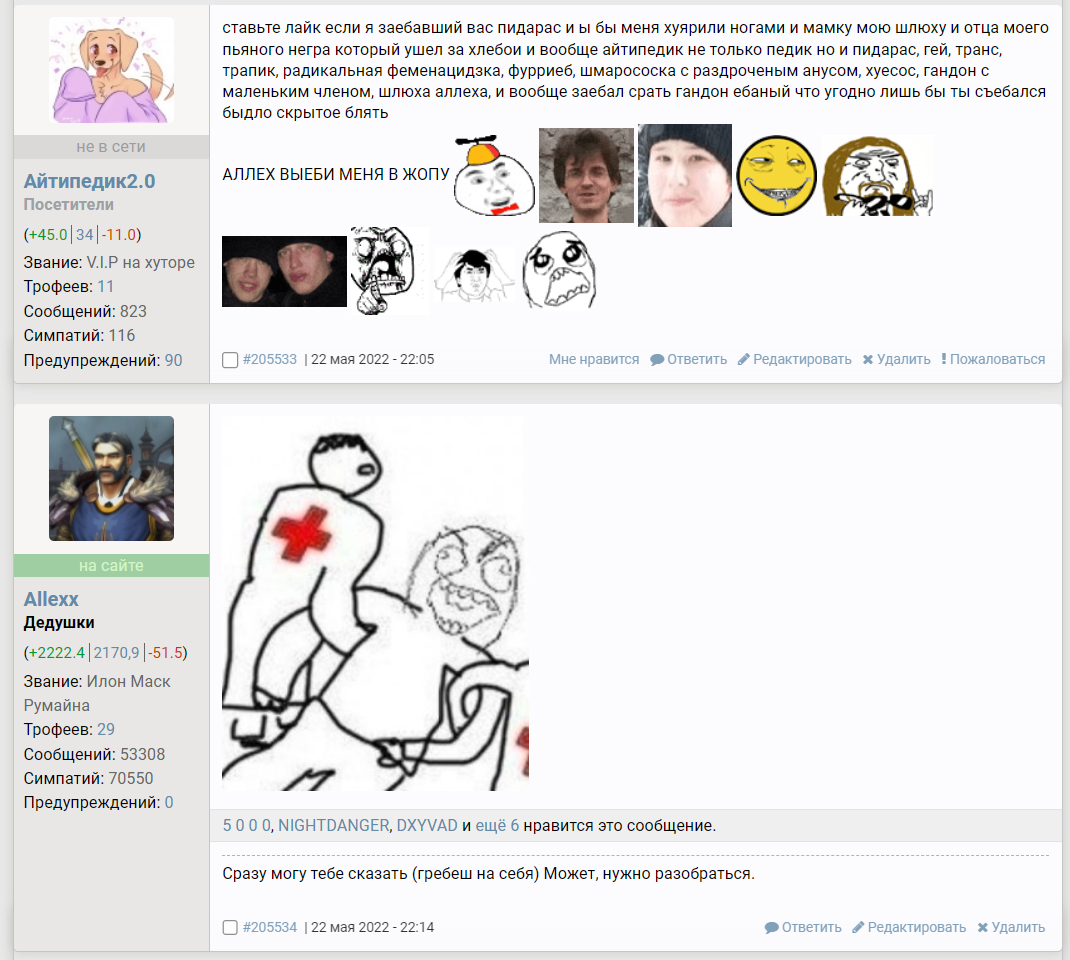 ставьте лайк если я заебавший вас пидарас и ы бы меня хуярили ногами и мамку мою шлюху и отца моего
пьяного негра который ушел за хлебои и вообще айтипедик не только педик но и пидарас, гей, транс,
трапик, радикальная феменацидзка, фурриеб, шмарососка с раздроченым анусом, хуесос, гандон с
маленьким членом, шлюха аллеха, и вообще заебал срать гандон ебаный что угодно лишь бы ты съебался
быдло скрытое блять
АЛЛЕХ ВЫЕБИ МЕНЯ В ЖОПУ
не в сети
Айтипедик2.0
Посетители
(+45.0|34|-11.0)
Звание: V.I.P на хуторе
Трофеев: 11
Сообщений: 823
Симпатий: 116
Предупреждений: 90
#205533 | 22 мая 2022 - 22:05
Мне нравится Ответить Редактировать Удалить Пожаловаться
на сайте
Allexx
Дедушки
(+2222.4|2170,9|-51.5)
Звание: Илон Маск
Румайна
Трофеев: 29
Сообщений: 53308
Симпатий: 70550
Предупреждений: 0
5 0 0 0, NIGHTDANGER, DXYVAD и ещё 6 нравится это сообщение.
Сразу могу тебе сказать (гребеш на себя) Может, нужно разобраться.
#205534 | 22 мая 2022 - 22:14
Ответить Редактировать Удалить